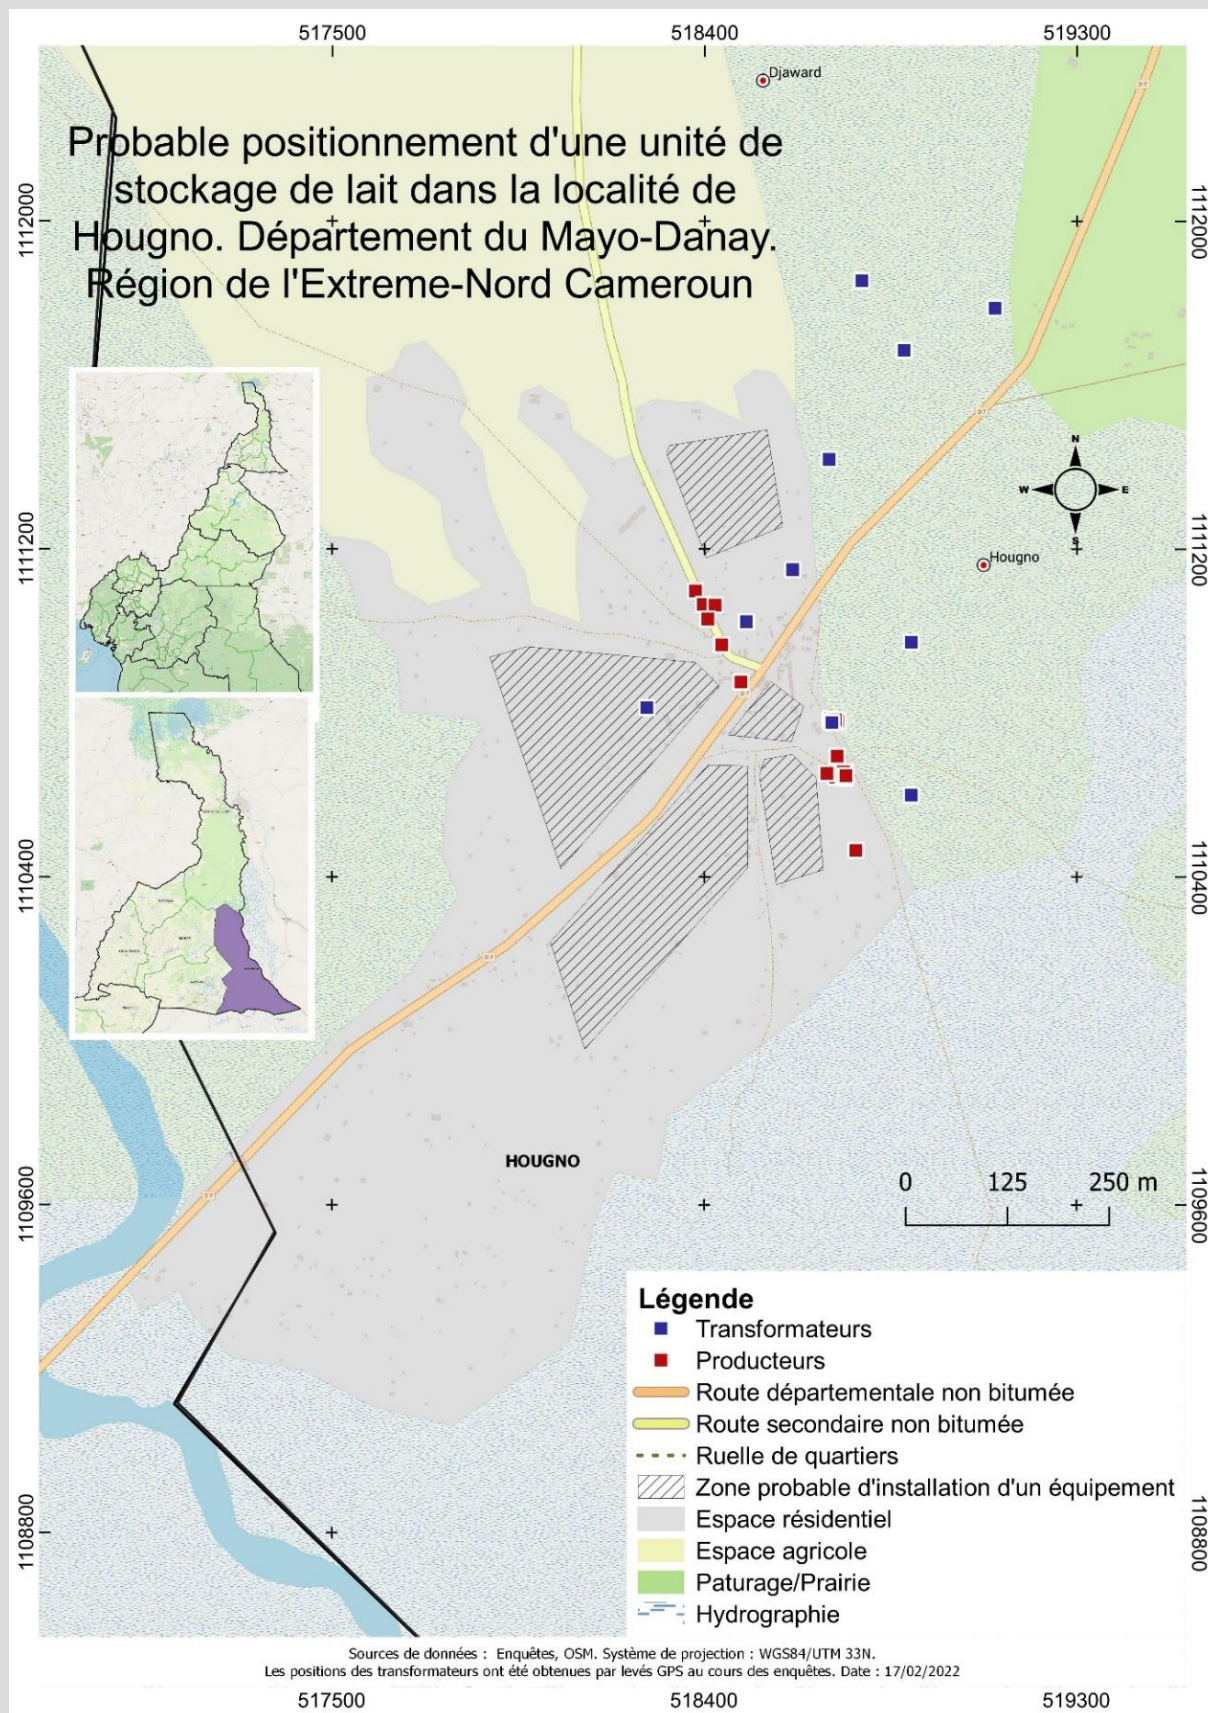 517500 518400 519300
Djaward
D7
Probable positionnement d'une unité de
stockage de lait dans la localité de
Hougno. Département du Mayo-Danay.
Région de l'Extreme-Nord Cameroun
1112000 1112000
D7
N
W E
S
1111200 1111200
Hougno
D7
1110400 1110400
D7
HOUGNO
0 125 250 m
1109600 1109600
Légende
Transformateurs
Producteurs
Route départementale non bitumée
Route secondaire non bitumée
Ruelle de quartiers
Zone probable d'installation d'un équipement
Espace résidentiel
Espace agricole
Paturage/Prairie
Hydrographie
1108800 1108800
Sources de données : Enquêtes, OSM. Système de projection : WGS84/UTM 33N.
Les positions des transformateurs ont été obtenues par levés GPS au cours des enquêtes. Date : 17/02/2022
517500 518400 519300